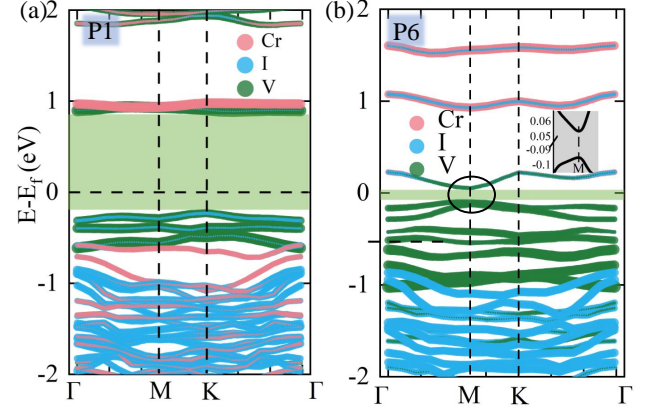 (a)
P1
Cr
I
V
E-E_f (eV)
2
1
0
-1
-2
Γ M K Γ
(b)
P6
Cr
I
V
0.06
0.05
-0.09
-0.1
M
2
1
0
-1
-2
Γ M K Γ